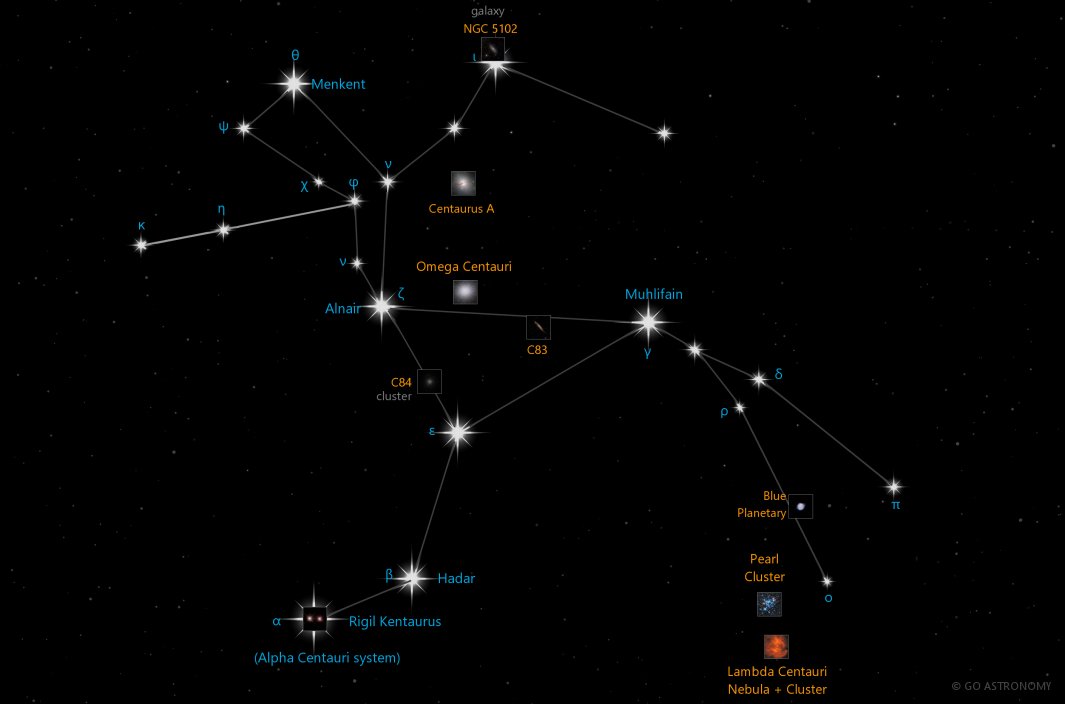 galaxy
NGC 5102
θ
ι
Menkent
ψ
ν
χ
φ
Centaurus A
η
κ
ν
Omega Centauri
ζ
Muhlifain
Alnair
C83
γ
δ
C84
cluster
ρ
ε
Blue
Planetary
π
Pearl
Cluster
β
Hadar
ο
α
Rigil Kentaurus
(Alpha Centauri system)
Lambda Centauri
Nebula + Cluster
© GO ASTRONOMY